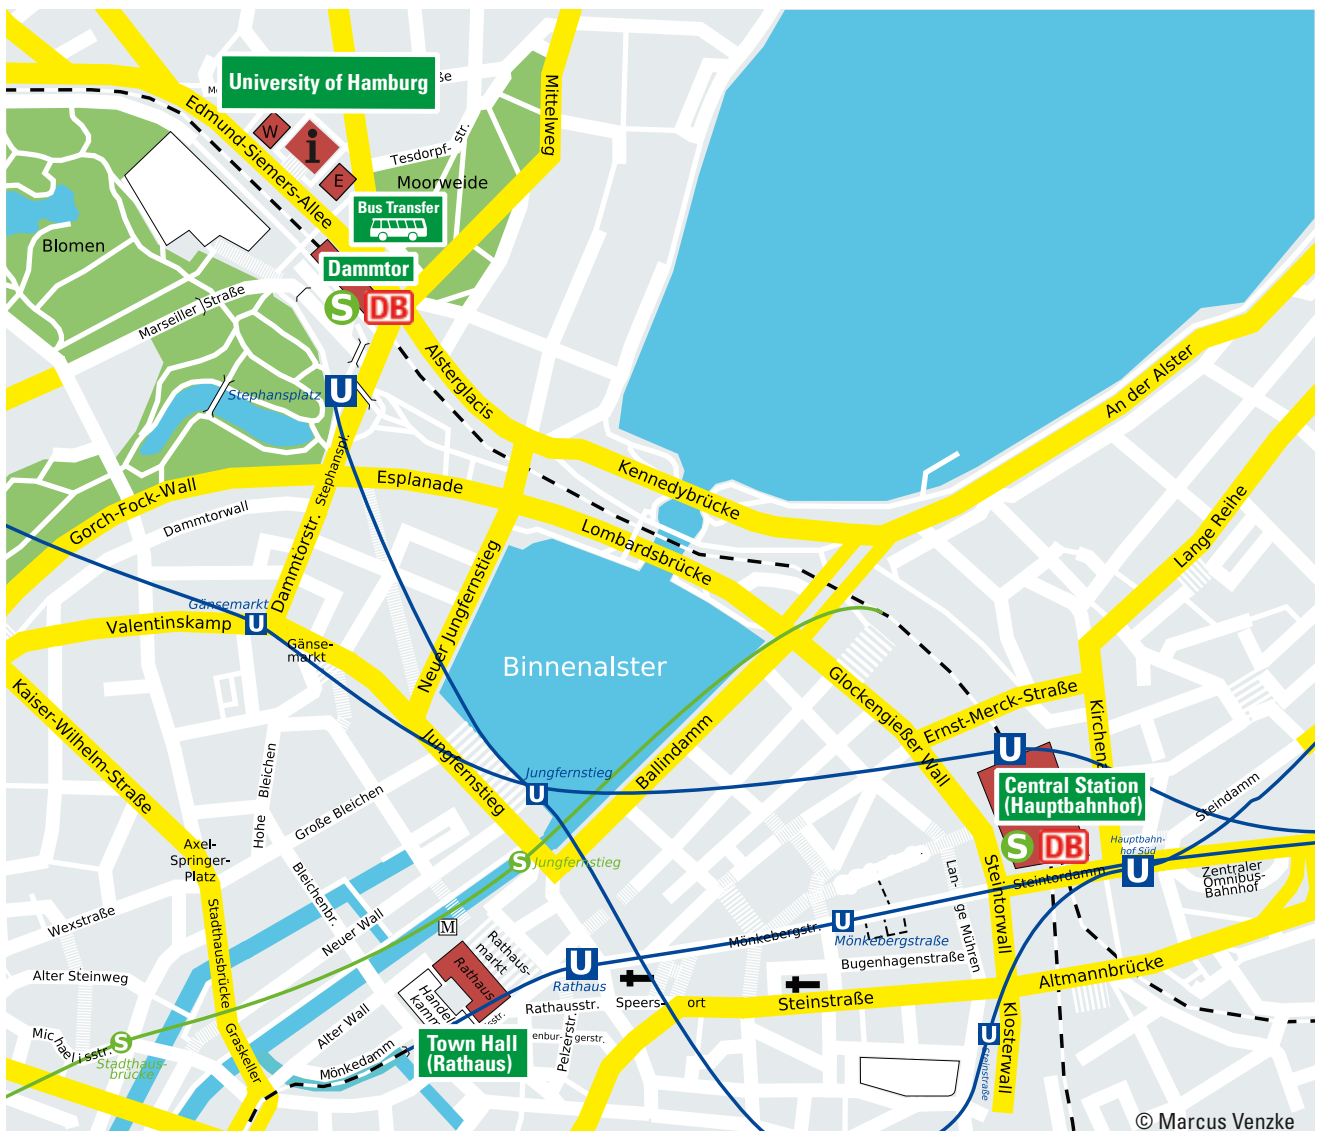 University of Hamburg
ße
Mittelweg
W
i
E
Edmund-Siemers-Allee
Tesdorpf-
str.
Moorweide
Bus Transfer
Blomen
Dammtor
S
DB
Marseiller
Straße
Alsterglacis
An der Alster
Stephansplatz
U
Stephanspl.
Esplanade
Kennedybrücke
Gorch-Fock-Wall
Dammtorwall
Lombardsbrücke
Lange Reihe
Dammtorstr.
Neuer Jungfernstieg
Gänsemarkt
U
Valentinskamp
Gänse-
markt
Binnenalster
Kaiser-Wilhelm-Straße
Glockengießer Wall
Ernst-Merck-Straße
Jungfernstieg
Ballindamm
Hohe
Bleichen
Große Bleichen
Jungfernstieg
U
U
Central Station
(Hauptbahnhof)
S
DB
Steindamm
Axel-
Springer-
Platz
S
Jungfernstieg
Hauptbahn-
hof Süd
U
Steintordamm
Zentraler
Omnibus-
Bahnhof
Bleichenbr.
Wexstraße
Stadthausbrücke
Neuer Wall
M
Lan-
ge Mühren
Steintorwall
U
Mönkebergstr.
Mönkebergstraße
Bugenhagenstraße
Rathaus-
markt
Rathaus
U
Rathaus
Alter Steinweg
Altmannbrücke
Rathausstr.
Speers-
ort
Steinstraße
Alter Wall
Mic
hael
isstr.
S
Stadthaus-
brücke
Graskeller
Mönkedamm
Town Hall
(Rathaus)
Pelzerstr.
U
Steinstraße
Klosterwall
© Marcus Venzke